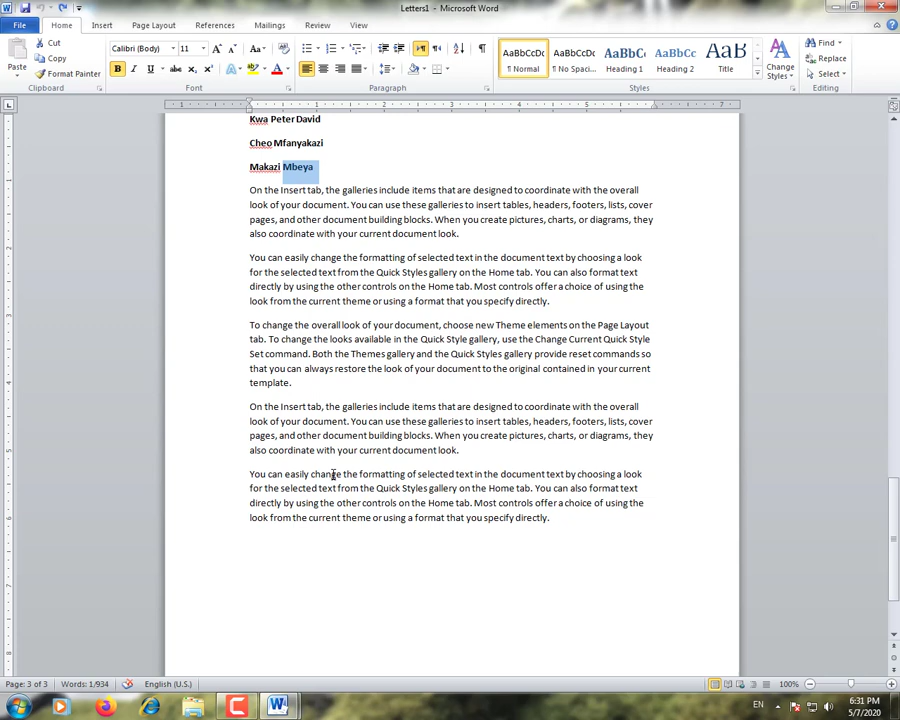 Letters1 - Microsoft Word
File Home Insert Page Layout References Mailings Review View
Cut
Copy
Format Painter
Paste
Clipboard
Calibri (Body) 11
Font
Paragraph
AaBbCcDc AaBbCcDc AaBbC AaBbCc AaB
¶ Normal ¶ No Spaci... Heading 1 Heading 2 Title
Change Styles
Styles
Find
Replace
Select
Editing
Kwa Peter David
Cheo Mfanyakazi
Makazi Mbeya
On the Insert tab, the galleries include items that are designed to coordinate with the overall
look of your document. You can use these galleries to insert tables, headers, footers, lists, cover
pages, and other document building blocks. When you create pictures, charts, or diagrams, they
also coordinate with your current document look.
You can easily change the formatting of selected text in the document text by choosing a look
for the selected text from the Quick Styles gallery on the Home tab. You can also format text
directly by using the other controls on the Home tab. Most controls offer a choice of using the
look from the current theme or using a format that you specify directly.
To change the overall look of your document, choose new Theme elements on the Page Layout
tab. To change the looks available in the Quick Style gallery, use the Change Current Quick Style
Set command. Both the Themes gallery and the Quick Styles gallery provide reset commands so
that you can always restore the look of your document to the original contained in your current
template.
On the Insert tab, the galleries include items that are designed to coordinate with the overall
look of your document. You can use these galleries to insert tables, headers, footers, lists, cover
pages, and other document building blocks. When you create pictures, charts, or diagrams, they
also coordinate with your current document look.
You can easily change the formatting of selected text in the document text by choosing a look
for the selected text from the Quick Styles gallery on the Home tab. You can also format text
directly by using the other controls on the Home tab. Most controls offer a choice of using the
look from the current theme or using a format that you specify directly.
Page: 3 of 3 Words: 1/934 English (U.S.) 100%
EN 6:31 PM
5/7/2020